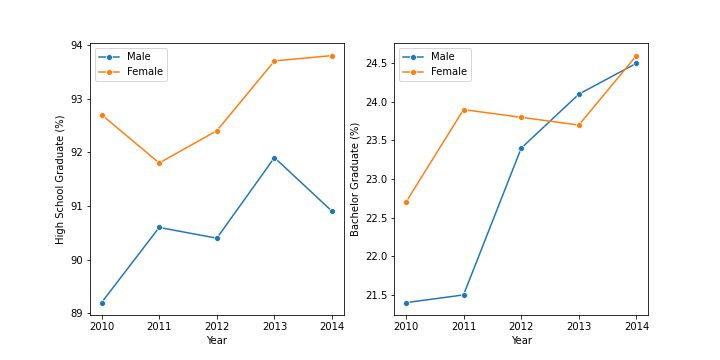 High School Graduate (%)
94
93
92
91
90
89
Male
Female
2010 2011 2012 2013 2014
Year
Bachelor Graduate (%)
24.5
24.0
23.5
23.0
22.5
22.0
21.5
Male
Female
2010 2011 2012 2013 2014
Year